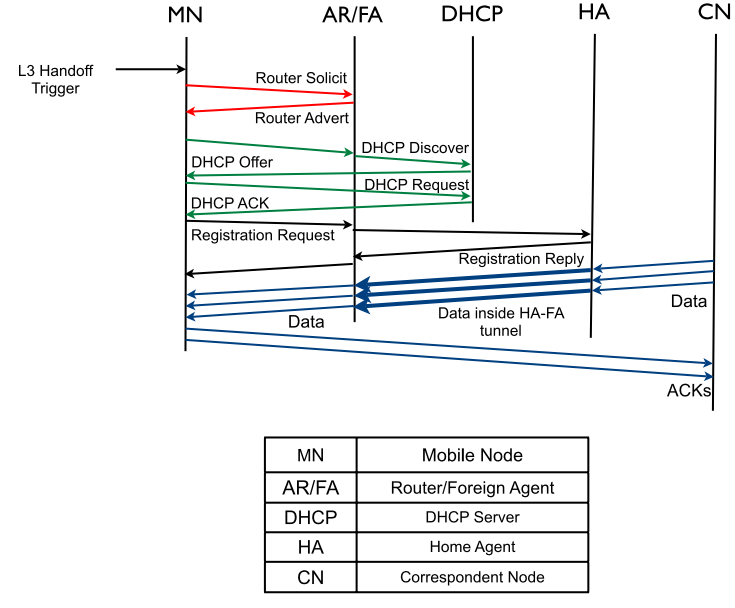 MN AR/FA DHCP HA CN
L3 Handoff
Trigger
Router Solicit
Router Advert
DHCP Discover
DHCP Offer
DHCP Request
DHCP ACK
Registration Request
Registration Reply
Data
Data inside HA-FA
tunnel
Data
ACKs
MN Mobile Node
AR/FA Router/Foreign Agent
DHCP DHCP Server
HA Home Agent
CN Correspondent Node